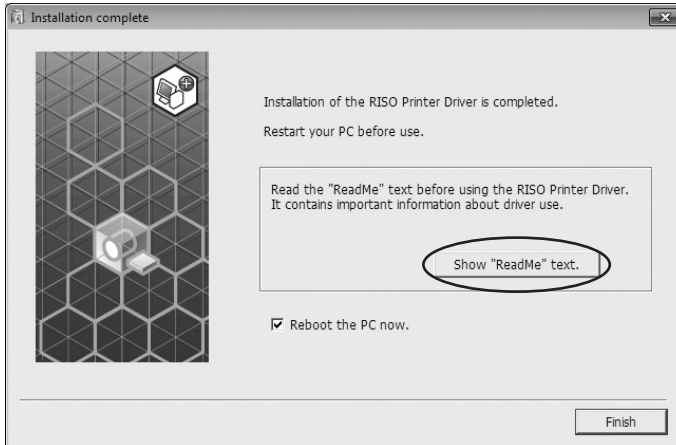 Installation complete
Installation of the RISO Printer Driver is completed.
Restart your PC before use.
Read the "ReadMe" text before using the RISO Printer Driver.
It contains important information about driver use.
Show "ReadMe" text.
Reboot the PC now.
Finish